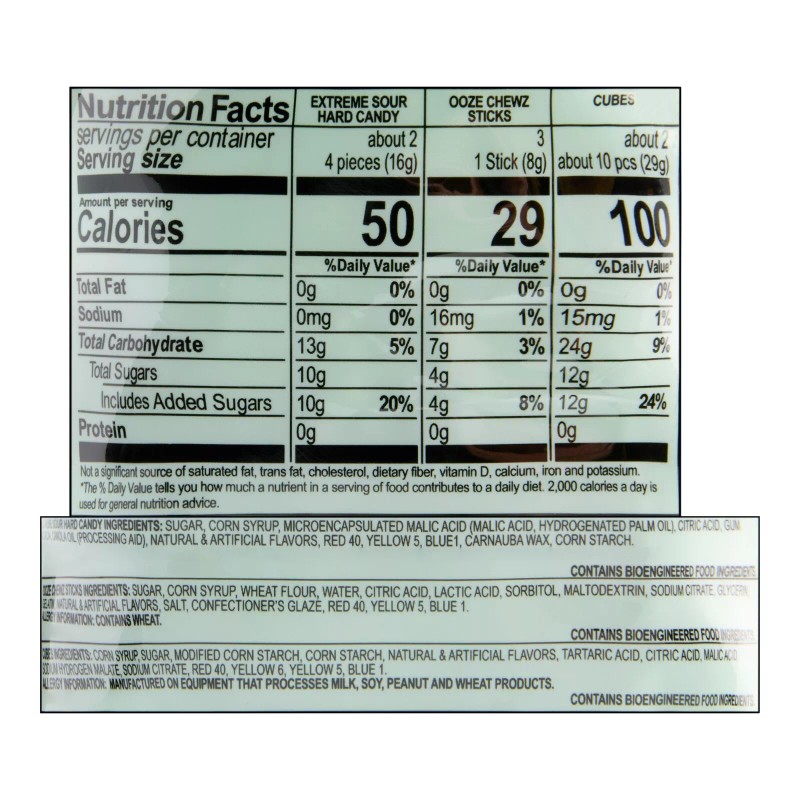 Nutrition Facts EXTREME SOUR HARD CANDY OOZE CHEWZ STICKS CUBES
servings per container about 2 3 about 2
Serving size 4 pieces (16g) 1 Stick (8g) about 10 pcs (29g)
Amount per serving
Calories 50 29 100
%Daily Value* %Daily Value* %Daily Value*
Total Fat 0g 0% 0g 0% 0g 0%
Sodium 0mg 0% 16mg 1% 15mg 1%
Total Carbohydrate 13g 5% 7g 3% 24g 9%
Total Sugars 10g 4g 12g
Includes Added Sugars 10g 20% 4g 8% 12g 24%
Protein 0g 0g 0g
Not a significant source of saturated fat, trans fat, cholesterol, dietary fiber, vitamin D, calcium, iron and potassium.
*The % Daily Value tells you how much a nutrient in a serving of food contributes to a daily diet. 2,000 calories a day is
used for general nutrition advice.
SOUR HARD CANDY INGREDIENTS: SUGAR, CORN SYRUP, MICROENCAPSULATED MALIC ACID (MALIC ACID, HYDROGENATED PALM OIL), CITRIC ACID, GUM
OIL (PROCESSING AID), NATURAL & ARTIFICIAL FLAVORS, RED 40, YELLOW 5, BLUE1, CARNAUBA WAX, CORN STARCH.
CONTAINS BIOENGINEERED FOOD INGREDIENTS
STICKS INGREDIENTS: SUGAR, CORN SYRUP, WHEAT FLOUR, WATER, CITRIC ACID, LACTIC ACID, SORBITOL, MALTODEXTRIN, SODIUM CITRATE, GLYCERIN,
GELATIN, NATURAL & ARTIFICIAL FLAVORS, SALT, CONFECTIONER'S GLAZE, RED 40, YELLOW 5, BLUE 1.
ALLERGY INFORMATION: CONTAINS WHEAT.
CONTAINS BIOENGINEERED FOOD INGREDIENTS
CUBES INGREDIENTS: CORN SYRUP, SUGAR, MODIFIED CORN STARCH, CORN STARCH, NATURAL & ARTIFICIAL FLAVORS, TARTARIC ACID, CITRIC ACID, MALIC ACID,
SODIUM HYDROGEN MALATE, SODIUM CITRATE, RED 40, YELLOW 6, YELLOW 5, BLUE 1.
ALLERGY INFORMATION: MANUFACTURED ON EQUIPMENT THAT PROCESSES MILK, SOY, PEANUT AND WHEAT PRODUCTS.
CONTAINS BIOENGINEERED FOOD INGREDIENTS